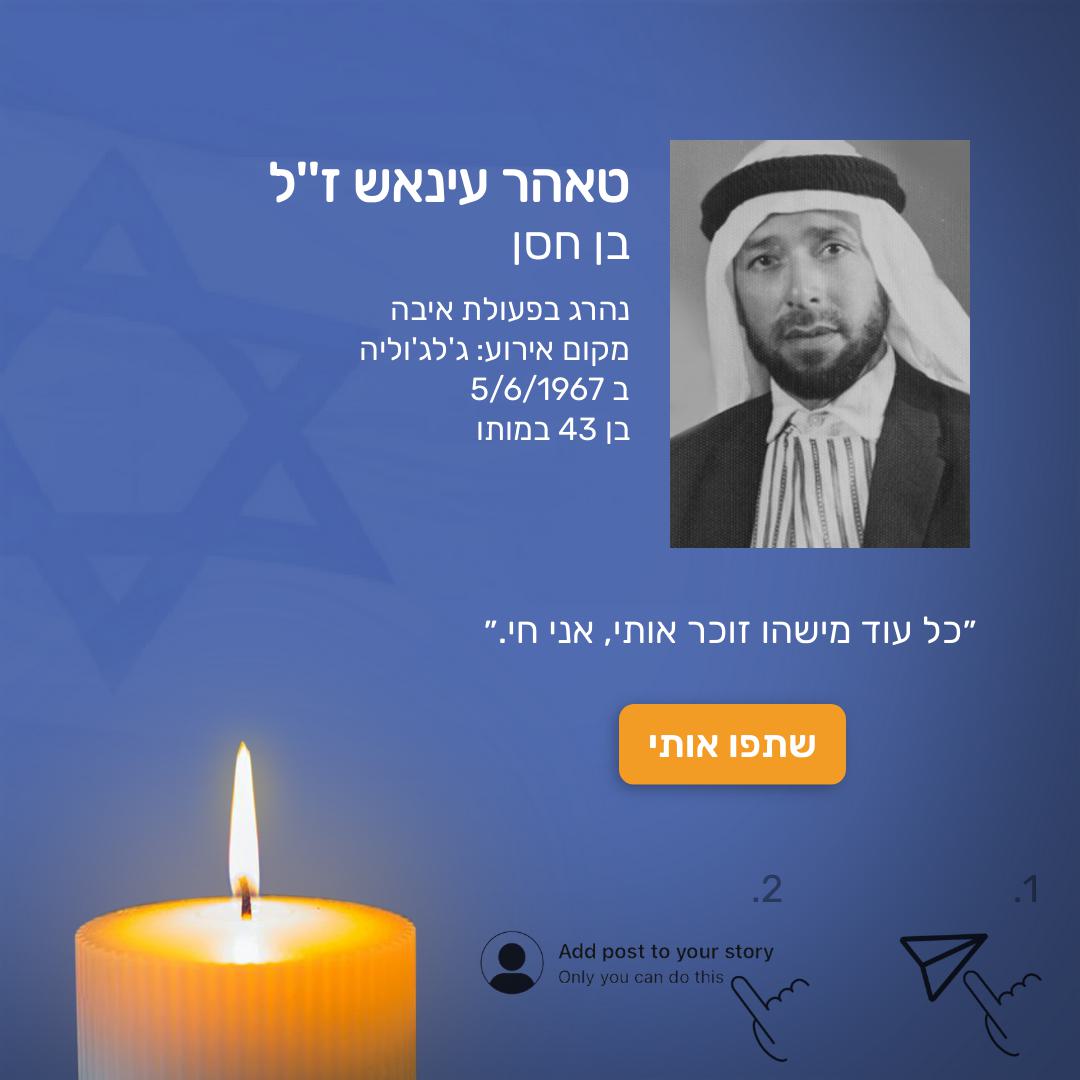 טאהר עינאש ז"ל
בן חסן
נהרג בפעולת איבה
מקום אירוע: ג'לג'וליה
ב 5/6/1967
בן 43 במותו
״כל עוד מישהו זוכר אותי, אני חי.״
שתפו אותי
1.
2.
Add post to your story
Only you can do this